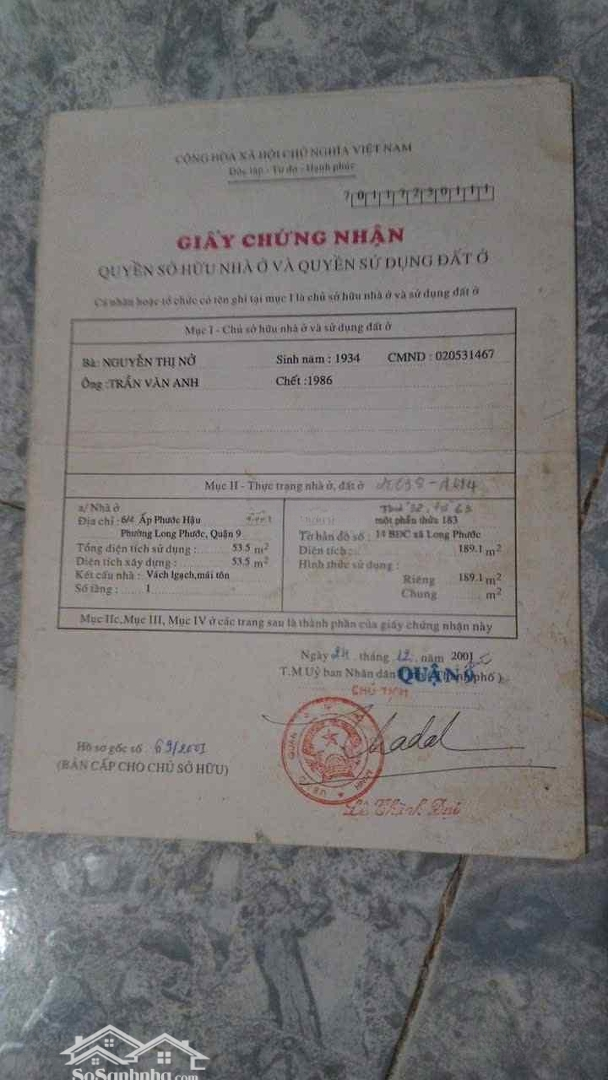 CỘNG HÒA XÃ HỘI CHỦ NGHĨA VIỆT NAM
Độc lập - Tự do - Hạnh phúc
GIẤY CHỨNG NHẬN
QUYỀN SỞ HỮU NHÀ Ở VÀ QUYỀN SỬ DỤNG ĐẤT Ở
Cá nhân hoặc tổ chức có tên ghi tại mục I là chủ sở hữu nhà ở và sử dụng đất ở
Mục I - Chủ sở hữu nhà ở và sử dụng đất ở
Bà: NGUYỄN THỊ NỞ Sinh năm : 1934 CMND : 020531467
Ông :TRẦN VĂN ANH Chết :1986
Mục II - Thực trạng nhà ở, đất ở
a/ Nhà ở
Địa chỉ : 6/4 Ấp Phước Hậu
Phường Long Phước, Quận 9
Tổng diện tích sử dụng : 53.5 m2
Diện tích xây dựng : 53.5 m2
Kết cấu nhà : Vách lgạch,mái tôn
Số tầng : 1
một phần thửa 183
Tờ bản đồ số : 14 BĐC xã Long Phước
Diện tích : 189.1 m2
Hình thức sử dụng :
Riêng 189.1 m2
Chung m2
Mục IIc,Mục III, Mục IV ở các trang sau là thành phần của giấy chứng nhận này
Ngày 24 tháng 12 năm 2001
T.M.Uỷ ban Nhân dân QUẬN 9 phố )
CHỦ TỊCH
Hồ sơ gốc số : 69/2001
(BẢN CẤP CHO CHỦ SỞ HỮU)
Lê Thành Đại
SoSanhnha.com